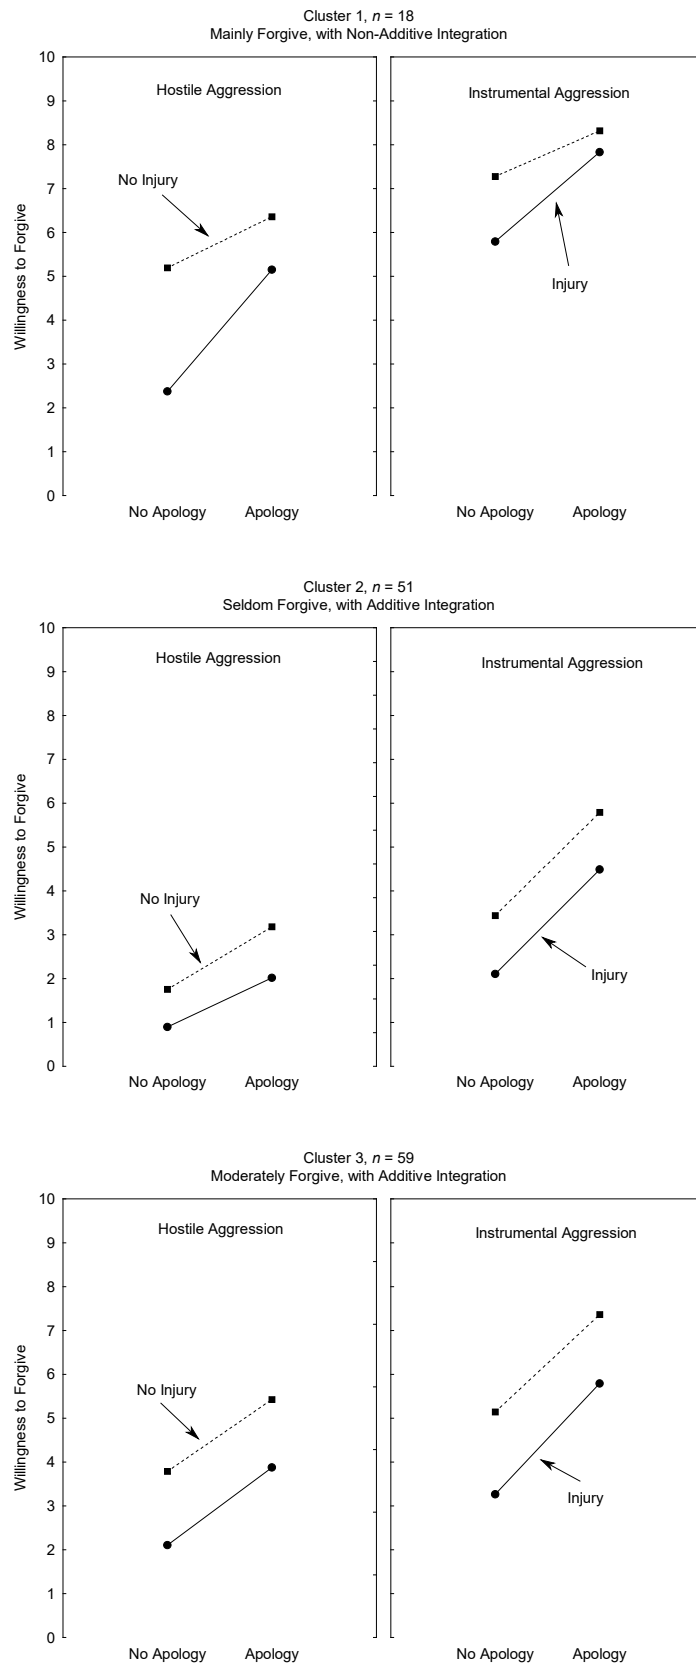 Cluster 1, n = 18
Mainly Forgive, with Non-Additive Integration
Willingness to Forgive
10
9
8
7
6
5
4
3
2
1
0
Hostile Aggression
No Injury
No Apology
Apology
Instrumental Aggression
Injury
No Apology
Apology
Cluster 2, n = 51
Seldom Forgive, with Additive Integration
Willingness to Forgive
10
9
8
7
6
5
4
3
2
1
0
Hostile Aggression
No Injury
No Apology
Apology
Instrumental Aggression
Injury
No Apology
Apology
Cluster 3, n = 59
Moderately Forgive, with Additive Integration
Willingness to Forgive
10
9
8
7
6
5
4
3
2
1
0
Hostile Aggression
No Injury
No Apology
Apology
Instrumental Aggression
Injury
No Apology
Apology